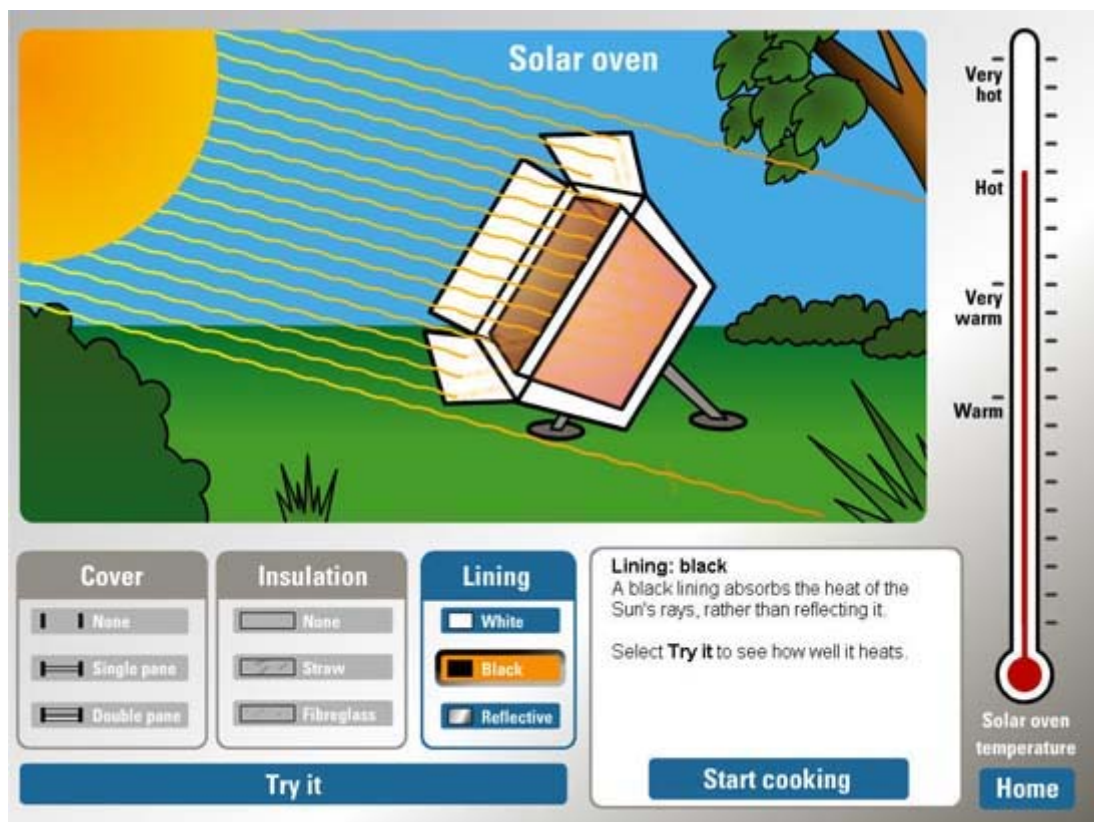 Solar oven
Very
hot
Hot
Very
warm
Warm
Solar oven
temperature
Home
Cover
None
Single pane
Double pane
Insulation
None
Straw
Fibreglass
Lining
White
Black
Reflective
Try it
Lining: black
A black lining absorbs the heat of the
Sun's rays, rather than reflecting it.
Select Try it to see how well it heats.
Start cooking